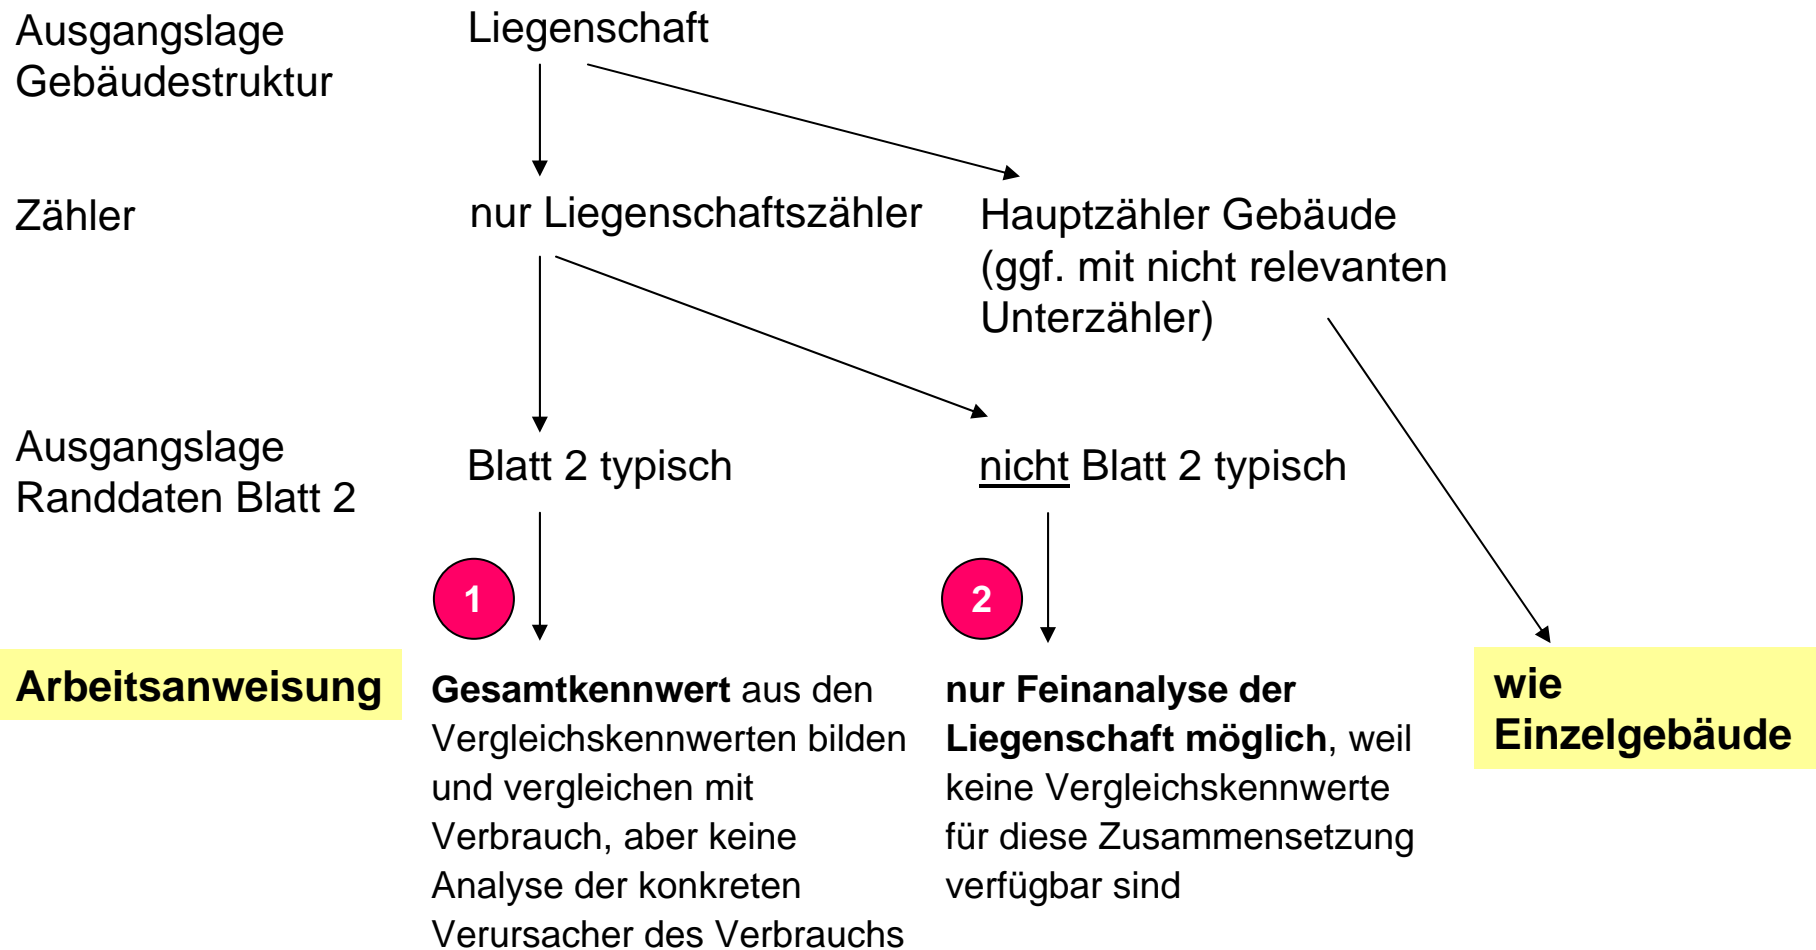 Ausgangslage
Gebäudestruktur
Liegenschaft
Zähler
nur Liegenschaftszähler
Hauptzähler Gebäude
(ggf. mit nicht relevanten
Unterzähler)
Ausgangslage
Randdaten Blatt 2
Blatt 2 typisch
nicht Blatt 2 typisch
1
2
Arbeitsanweisung
Gesamtkennwert aus den
Vergleichskennwerten bilden
und vergleichen mit
Verbrauch, aber keine
Analyse der konkreten
Verursacher des Verbrauchs
nur Feinanalyse der
Liegenschaft möglich, weil
keine Vergleichskennwerte
für diese Zusammensetzung
verfügbar sind
wie
Einzelgebäude